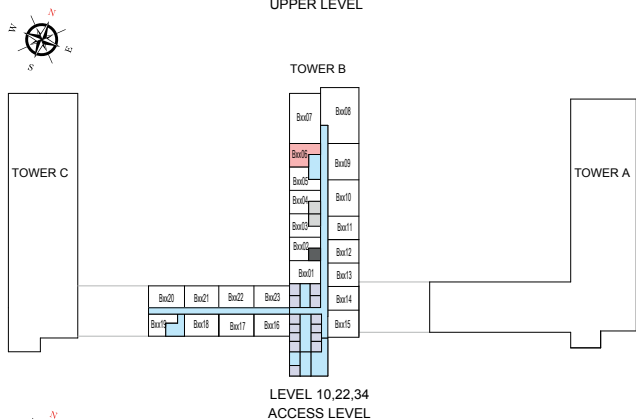 UPPER LEVEL
N
W
E
S
TOWER B
Bxx07
Bxx08
Bxx06
Bxx09
TOWER C
TOWER A
Bxx05
Bxx10
Bxx04
Bxx03
Bxx11
Bxx02
Bxx12
Bxx01
Bxx13
Bxx20
Bxx21
Bxx22
Bxx23
Bxx14
Bxx19
Bxx18
Bxx17
Bxx16
Bxx15
LEVEL 10,22,34
ACCESS LEVEL
N